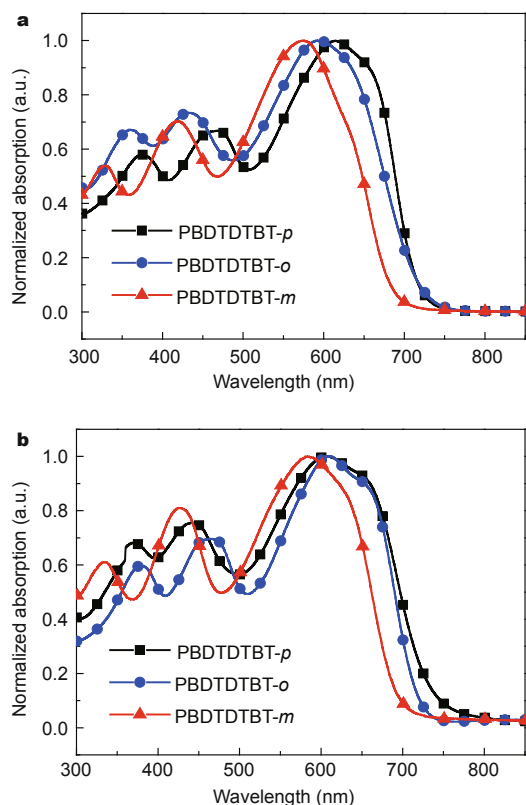 a
Normalized absorption (a.u.)
1.0
0.8
0.6
0.4
0.2
0.0
PBDTDTBT-p
PBDTDTBT-o
PBDTDTBT-m
300 400 500 600 700 800
Wavelength (nm)
b
Normalized absorption (a.u.)
1.0
0.8
0.6
0.4
0.2
0.0
PBDTDTBT-p
PBDTDTBT-o
PBDTDTBT-m
300 400 500 600 700 800
Wavelength (nm)